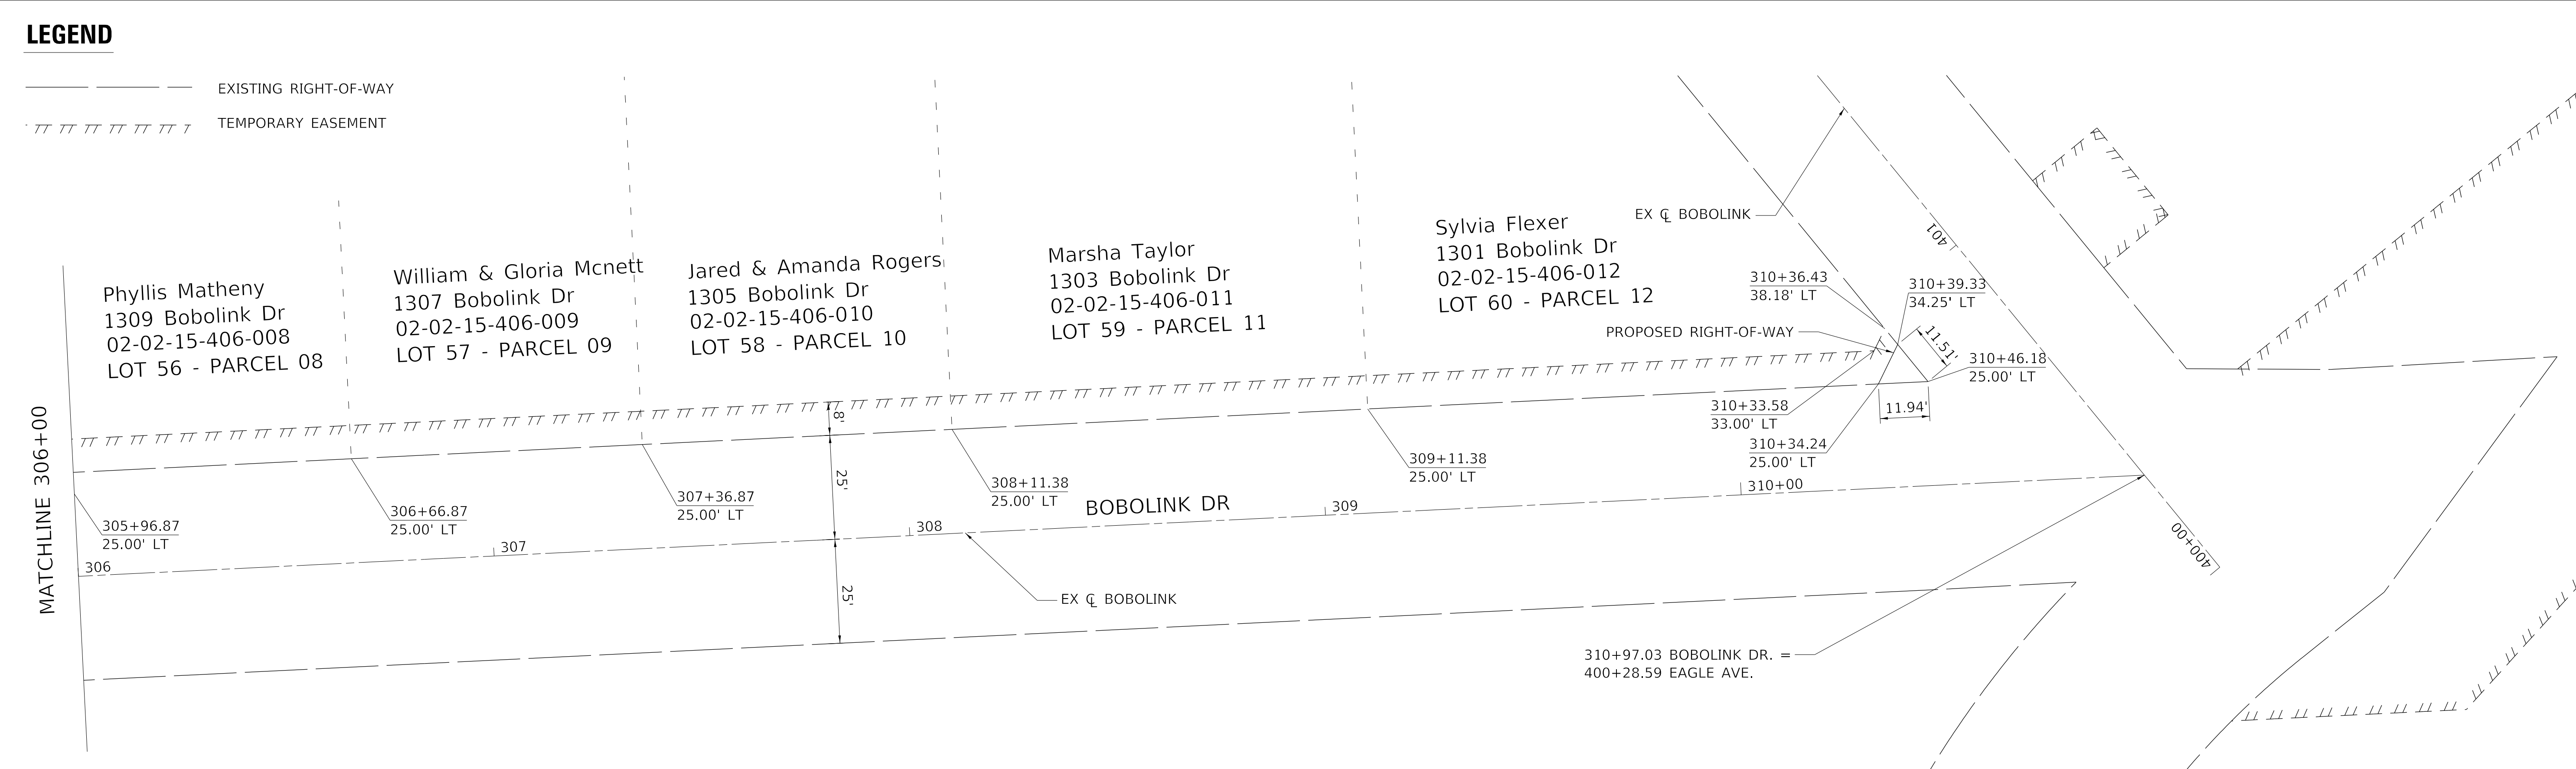 LEGEND
EXISTING RIGHT-OF-WAY
TEMPORARY EASEMENT
MATCHLINE 306+00
Phyllis Matheny
1309 Bobolink Dr
02-02-15-406-008
LOT 56 - PARCEL 08
William & Gloria Mcnett
1307 Bobolink Dr
02-02-15-406-009
LOT 57 - PARCEL 09
Jared & Amanda Rogers
1305 Bobolink Dr
02-02-15-406-010
LOT 58 - PARCEL 10
Marsha Taylor
1303 Bobolink Dr
02-02-15-406-011
LOT 59 - PARCEL 11
Sylvia Flexer
1301 Bobolink Dr
02-02-15-406-012
LOT 60 - PARCEL 12
EX ℄ BOBOLINK
401
310+36.43
38.18' LT
310+39.33
34.25' LT
PROPOSED RIGHT-OF-WAY
11.51'
310+46.18
25.00' LT
310+33.58
33.00' LT
11.94'
310+34.24
25.00' LT
8'
25'
25'
305+96.87
25.00' LT
306+66.87
25.00' LT
307+36.87
25.00' LT
308+11.38
25.00' LT
309+11.38
25.00' LT
BOBOLINK DR
306
307
308
309
310+00
400+00
EX ℄ BOBOLINK
310+97.03 BOBOLINK DR. =
400+28.59 EAGLE AVE.